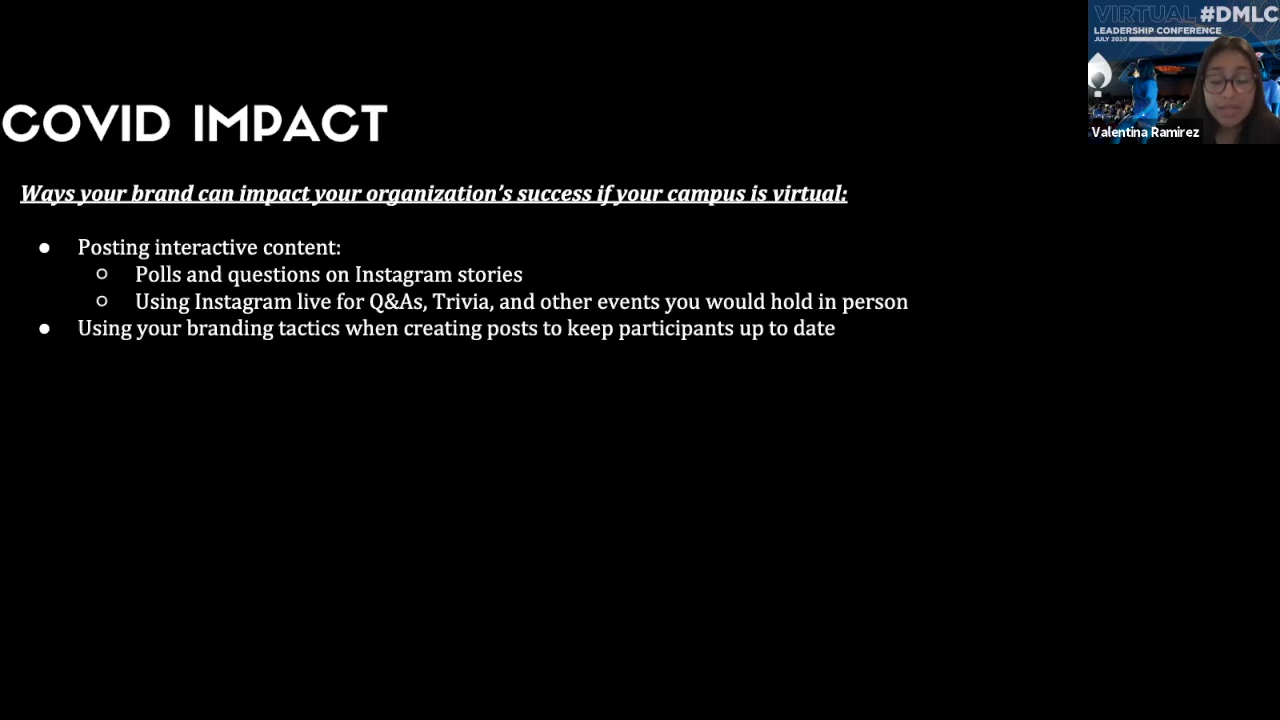 VIRTUAL #DMLC
LEADERSHIP CONFERENCE
JULY 2020
Valentina Ramirez
COVID IMPACT
Ways your brand can impact your organization's success if your campus is virtual:
● Posting interactive content:
○ Polls and questions on Instagram stories
○ Using Instagram live for Q&As, Trivia, and other events you would hold in person
● Using your branding tactics when creating posts to keep participants up to date